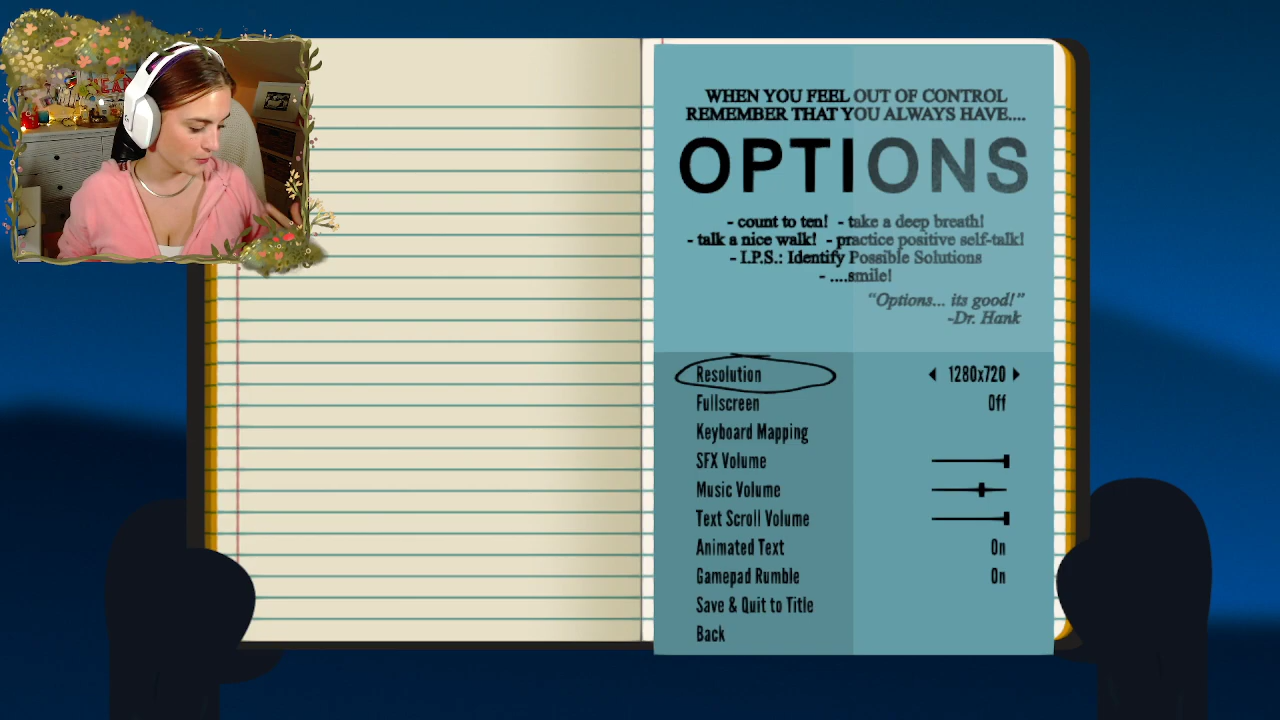 WHEN YOU FEEL OUT OF CONTROL
REMEMBER THAT YOU ALWAYS HAVE....
OPTIONS
- count to ten! - take a deep breath!
- talk a nice walk! - practice positive self-talk!
- I.P.S.: Identify Possible Solutions
- ....smile!
“Options... its good!”
-Dr. Hank
Resolution 1280x720
Fullscreen Off
Keyboard Mapping
SFX Volume
Music Volume
Text Scroll Volume
Animated Text On
Gamepad Rumble On
Save & Quit to Title
Back